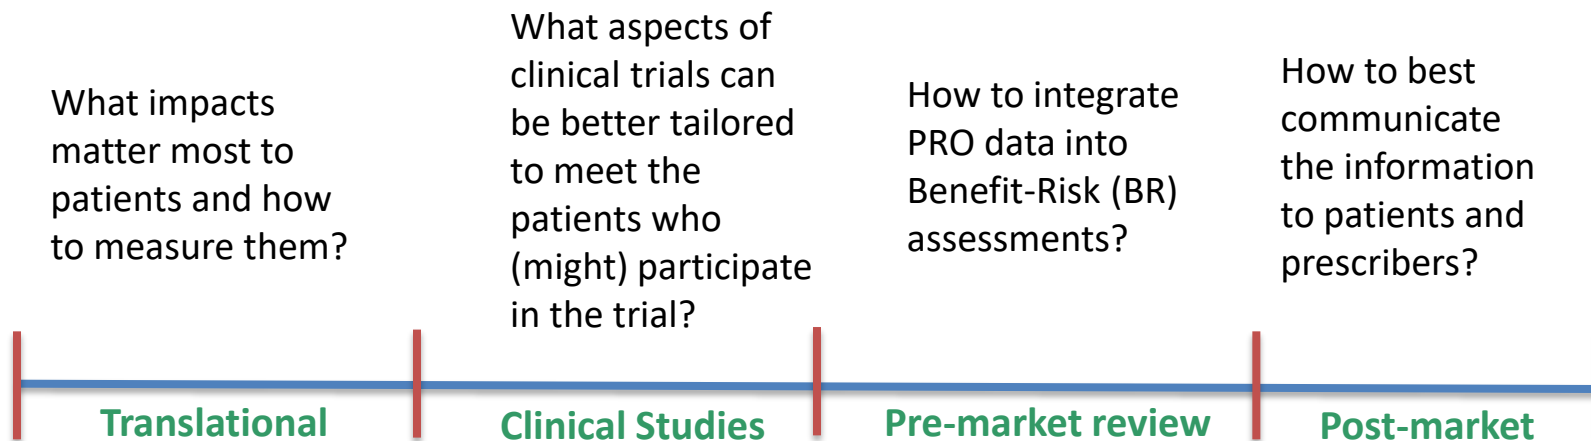 What impacts
matter most to
patients and how
to measure them?
What aspects of
clinical trials can
be better tailored
to meet the
patients who
(might) participate
in the trial?
How to integrate
PRO data into
Benefit-Risk (BR)
assessments?
How to best
communicate
the information
to patients and
prescribers?
Translational
Clinical Studies
Pre-market review
Post-market